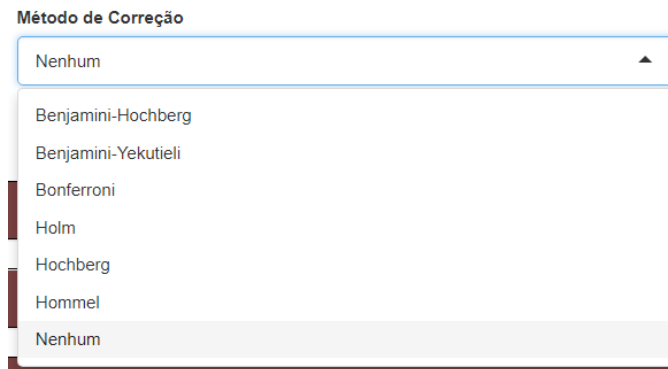 Método de Correção
Nenhum
Benjamini-Hochberg
Benjamini-Yekutieli
Bonferroni
Holm
Hochberg
Hommel
Nenhum